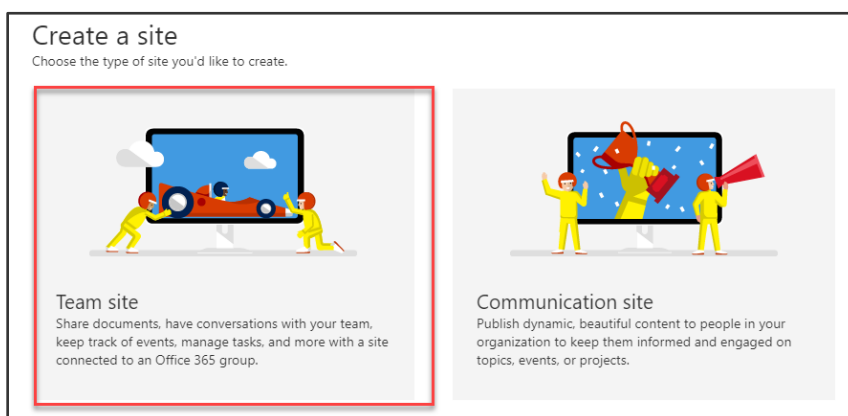 Create a site
Choose the type of site you'd like to create.
Team site
Share documents, have conversations with your team,
keep track of events, manage tasks, and more with a site
connected to an Office 365 group.
Communication site
Publish dynamic, beautiful content to people in your
organization to keep them informed and engaged on
topics, events, or projects.